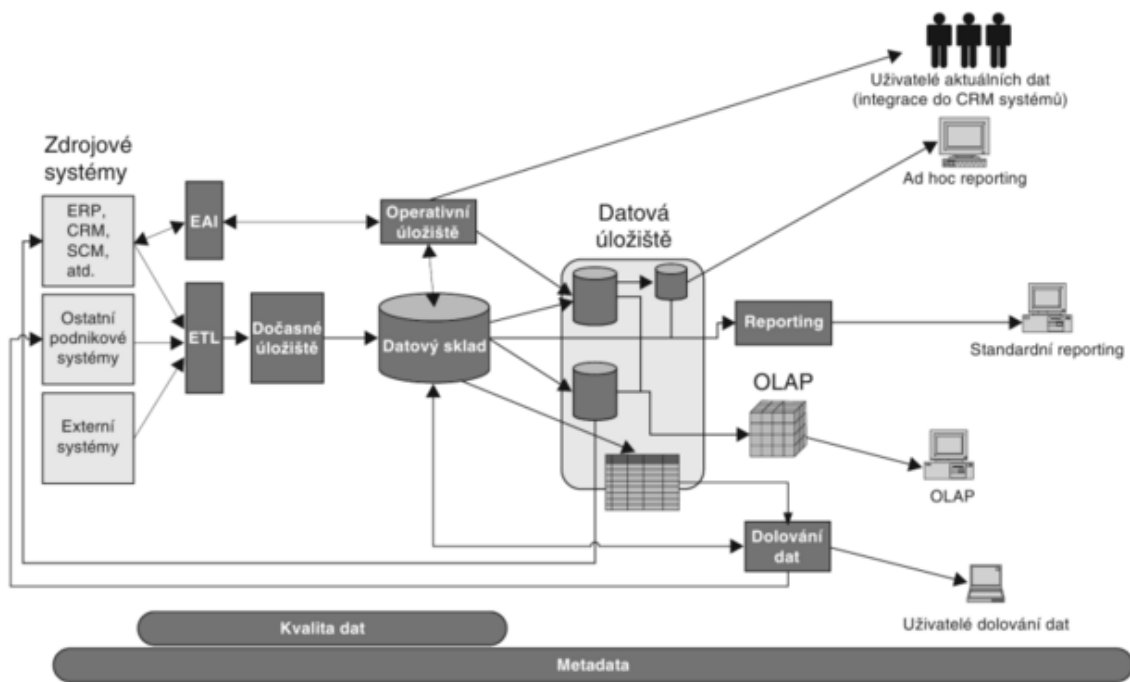 Uživatelé aktuálních dat
(integrace do CRM systémů)
Ad hoc reporting
Zdrojové
systémy
ERP,
CRM,
SCM,
atd.
EAI
Operativní
úložiště
Datová
úložiště
Ostatní
podnikové
systémy
ETL
Dočasné
úložiště
Datový sklad
Reporting
Standardní reporting
Externí
systémy
OLAP
OLAP
Dolování
dat
Uživatelé dolování dat
Kvalita dat
Metadata